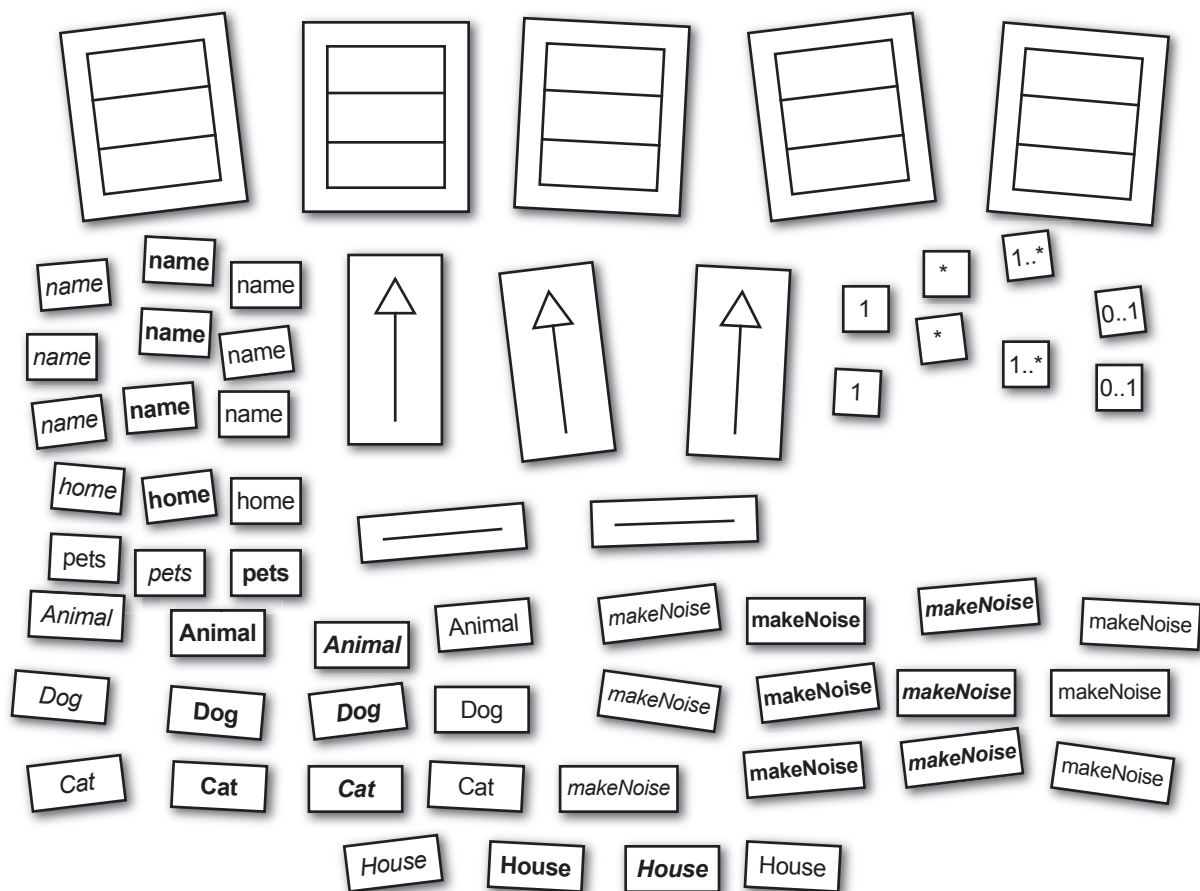 name name name
name name name
name name name
home home home
pets pets pets
1 * 1..* 0..1
1 * 1..* 0..1
Animal Animal Animal Animal
makeNoise makeNoise makeNoise makeNoise
Dog Dog Dog Dog
makeNoise makeNoise makeNoise makeNoise
Cat Cat Cat Cat
makeNoise makeNoise makeNoise makeNoise
House House House House